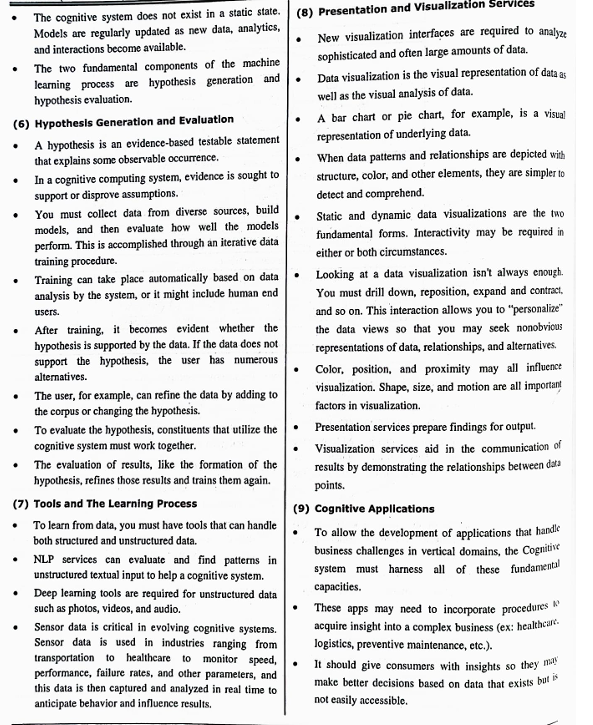 • The cognitive system does not exist in a static state.
Models are regularly updated as new data, analytics,
and interactions become available.
• The two fundamental components of the machine
learning process are hypothesis generation and
hypothesis evaluation.
(6) Hypothesis Generation and Evaluation
• A hypothesis is an evidence-based testable statement
that explains some observable occurrence.
• In a cognitive computing system, evidence is sought to
support or disprove assumptions.
• You must collect data from diverse sources, build
models, and then evaluate how well the models
perform. This is accomplished through an iterative data
training procedure.
• Training can take place automatically based on data
analysis by the system, or it might include human end
users.
• After training, it becomes evident whether the
hypothesis is supported by the data. If the data does not
support the hypothesis, the user has numerous
alternatives.
• The user, for example, can refine the data by adding to
the corpus or changing the hypothesis.
• To evaluate the hypothesis, constituents that utilize the
cognitive system must work together.
• The evaluation of results, like the formation of the
hypothesis, refines those results and trains them again.
(7) Tools and The Learning Process
• To learn from data, you must have tools that can handle
both structured and unstructured data.
• NLP services can evaluate and find patterns in
unstructured textual input to help a cognitive system.
• Deep learning tools are required for unstructured data
such as photos, videos, and audio.
• Sensor data is critical in evolving cognitive systems.
Sensor data is used in industries ranging from
transportation to healthcare to monitor speed,
performance, failure rates, and other parameters, and
this data is then captured and analyzed in real time to
anticipate behavior and influence results.
(8) Presentation and Visualization Services
• New visualization interfaces are required to analyze
sophisticated and often large amounts of data.
• Data visualization is the visual representation of data as
well as the visual analysis of data.
• A bar chart or pie chart, for example, is a visual
representation of underlying data.
• When data patterns and relationships are depicted with
structure, color, and other elements, they are simpler to
detect and comprehend.
• Static and dynamic data visualizations are the two
fundamental forms. Interactivity may be required in
either or both circumstances.
• Looking at a data visualization isn't always enough.
You must drill down, reposition, expand and contract,
and so on. This interaction allows you to “personalize”
the data views so that you may seek nonobvious
representations of data, relationships, and alternatives.
• Color, position, and proximity may all influence
visualization. Shape, size, and motion are all important
factors in visualization.
• Presentation services prepare findings for output.
• Visualization services aid in the communication of
results by demonstrating the relationships between data
points.
(9) Cognitive Applications
• To allow the development of applications that handle
business challenges in vertical domains, the Cognitive
system must harness all of these fundamental
capacities.
• These apps may need to incorporate procedures to
acquire insight into a complex business (ex: healthcare,
logistics, preventive maintenance, etc.).
• It should give consumers with insights so they may
make better decisions based on data that exists but is
not easily accessible.